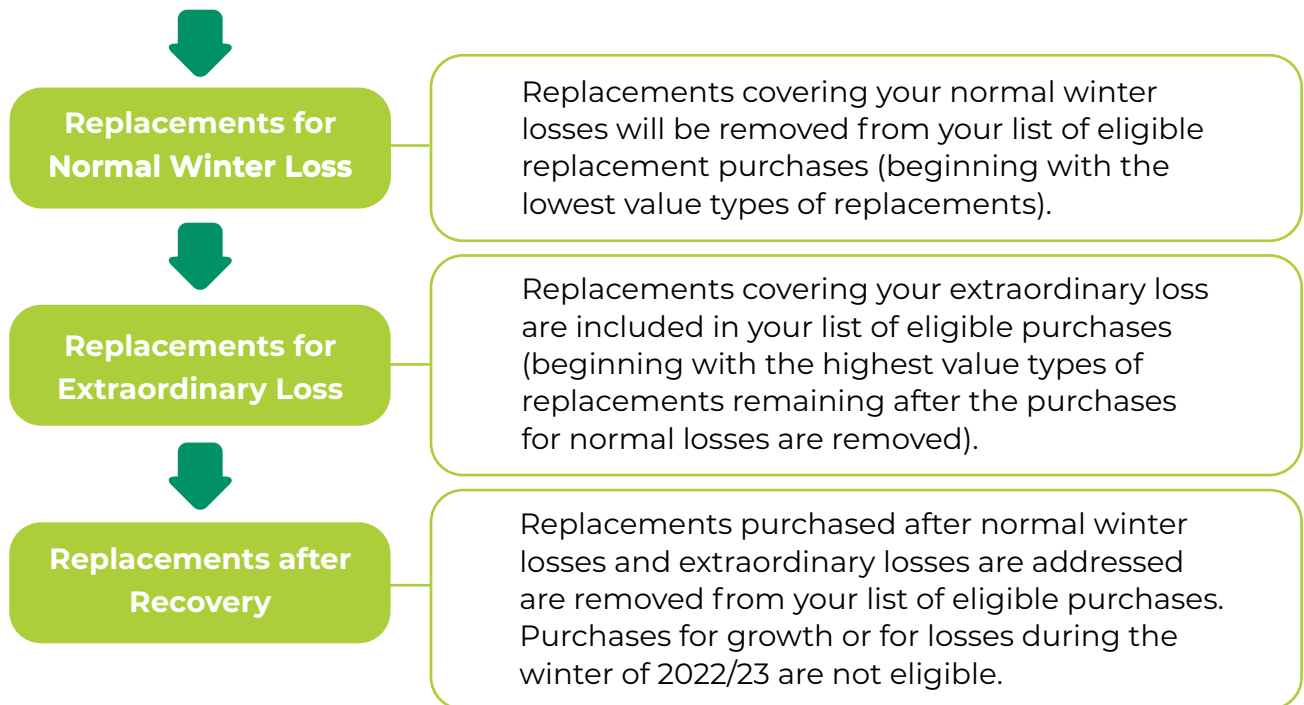 Replacements for
Normal Winter Loss
Replacements covering your normal winter
losses will be removed from your list of eligible
replacement purchases (beginning with the
lowest value types of replacements).
Replacements for
Extraordinary Loss
Replacements covering your extraordinary loss
are included in your list of eligible purchases
(beginning with the highest value types of
replacements remaining after the purchases
for normal losses are removed).
Replacements after
Recovery
Replacements purchased after normal winter
losses and extraordinary losses are addressed
are removed from your list of eligible purchases.
Purchases for growth or for losses during the
winter of 2022/23 are not eligible.